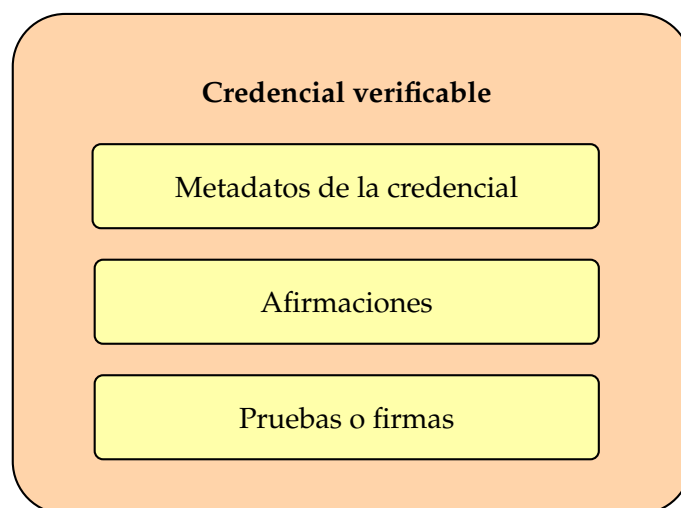 Credencial verificable
Metadatos de la credencial
Afirmaciones
Pruebas o firmas